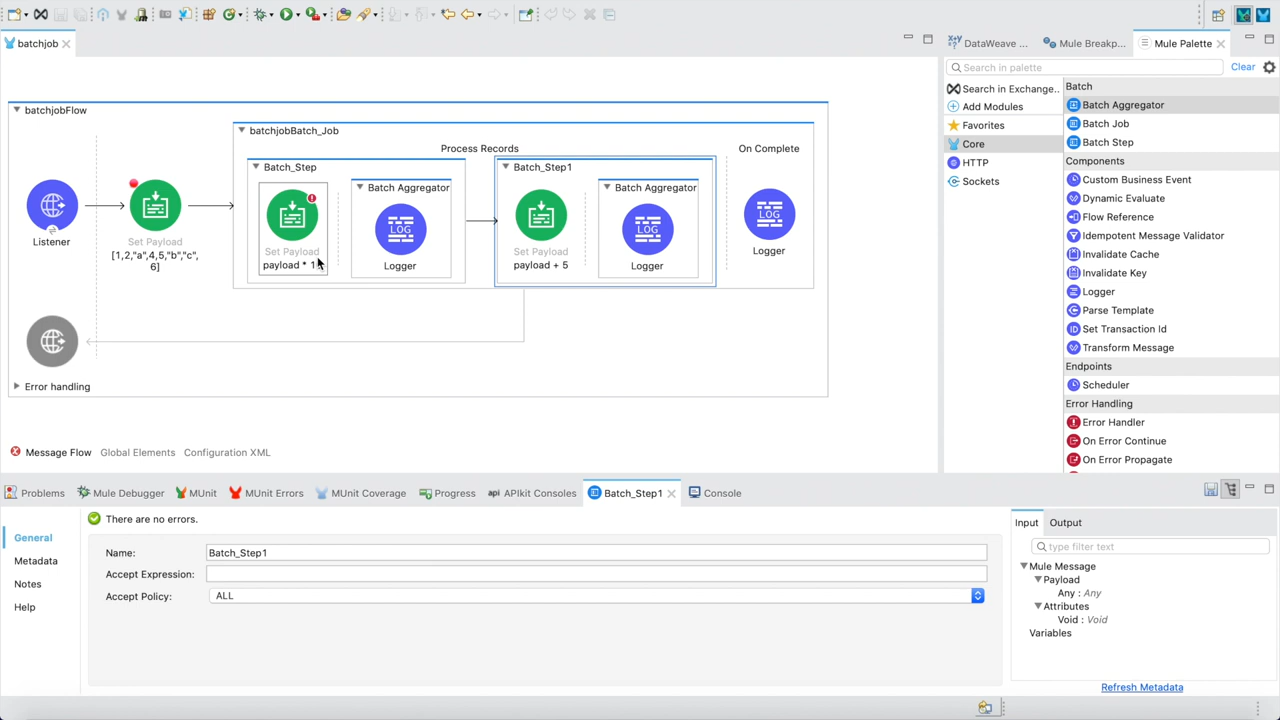 batchjob
DataWeave ...
Mule Breakp...
Mule Palette
Search in palette
Clear
batchjobFlow
batchjobBatch_Job
Process Records
On Complete
Batch_Step
Batch_Step1
Batch Aggregator
Batch Aggregator
LOG
LOG
LOG
Listener
Set Payload
[1,2,"a",4,5,"b","c",
6]
Set Payload
payload * 1
Logger
Set Payload
payload + 5
Logger
Logger
Error handling
Message Flow
Global Elements
Configuration XML
Search in Exchange..
Add Modules
Favorites
Core
HTTP
Sockets
Batch
Batch Aggregator
Batch Job
Batch Step
Components
Custom Business Event
Dynamic Evaluate
Flow Reference
Idempotent Message Validator
Invalidate Cache
Invalidate Key
Logger
Parse Template
Set Transaction Id
Transform Message
Endpoints
Scheduler
Error Handling
Error Handler
On Error Continue
On Error Propagate
Problems
Mule Debugger
MUnit
MUnit Errors
MUnit Coverage
Progress
api APIkit Consoles
Batch_Step1
Console
There are no errors.
General
Metadata
Notes
Help
Name:
Batch_Step1
Accept Expression:
Accept Policy:
ALL
Input
Output
type filter text
Mule Message
Payload
Any : Any
Attributes
Void : Void
Variables
Refresh Metadata